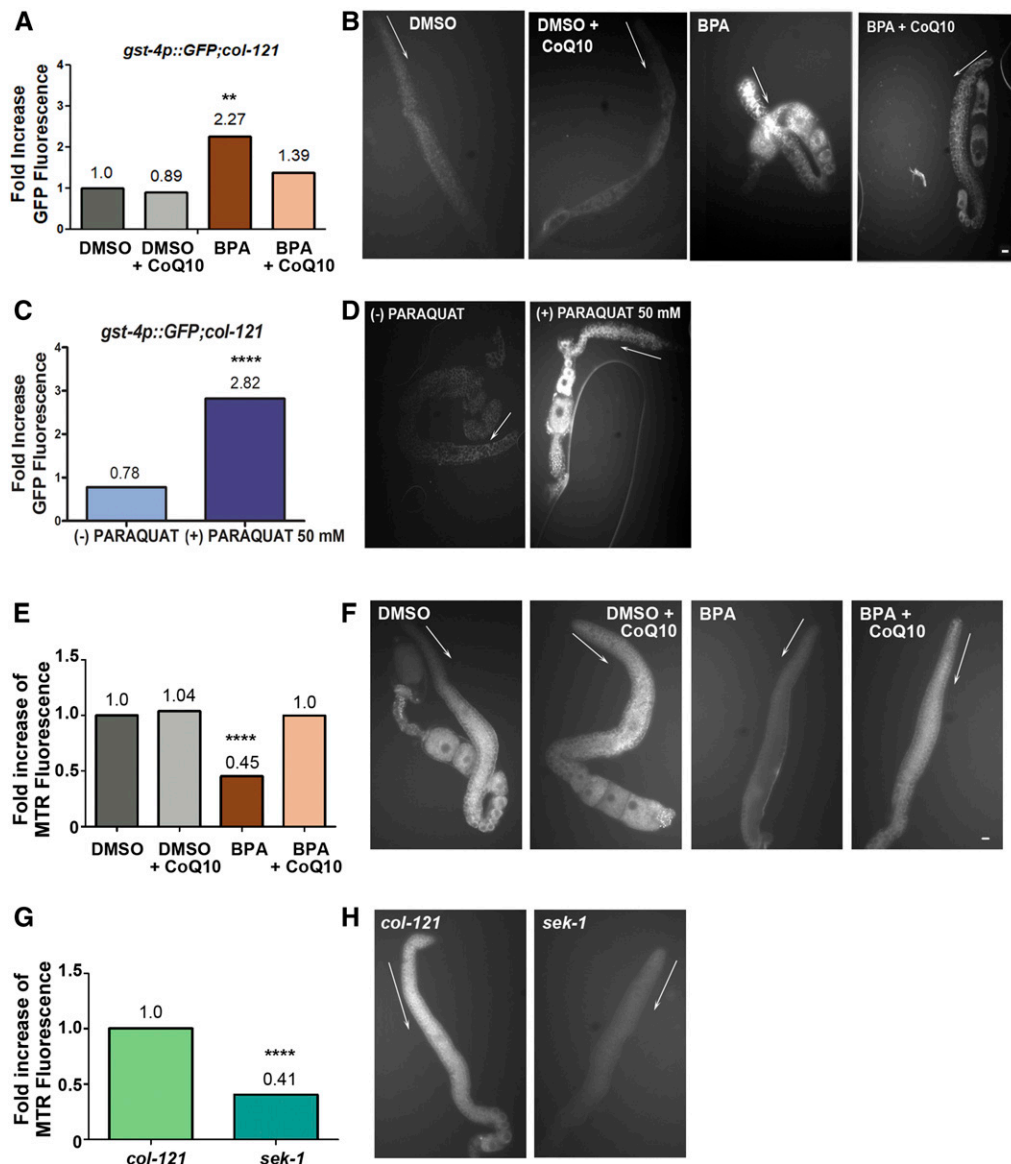 A
gst-4p::GFP;col-121
Fold Increase
GFP Fluorescence
4
3
2
1
0
1.0
0.89
**
2.27
1.39
DMSO
DMSO
+ CoQ10
BPA
BPA
+ CoQ10
B
DMSO
DMSO +
CoQ10
BPA
BPA + CoQ10
C
gst-4p::GFP;col-121
Fold Increase
GFP Fluorescence
4
3
2
1
0
0.78
****
2.82
(-) PARAQUAT
(+) PARAQUAT 50 mM
D
(-) PARAQUAT
(+) PARAQUAT 50 mM
E
Fold increase of
MTR Fluorescence
1.5
1.0
0.5
0
1.0
1.04
****
0.45
1.0
DMSO
DMSO
+ CoQ10
BPA
BPA
+ CoQ10
F
DMSO
DMSO +
CoQ10
BPA
BPA +
CoQ10
G
Fold increase of
MTR Fluorescence
1.5
1.0
0.5
0
1.0
****
0.41
col-121
sek-1
H
col-121
sek-1